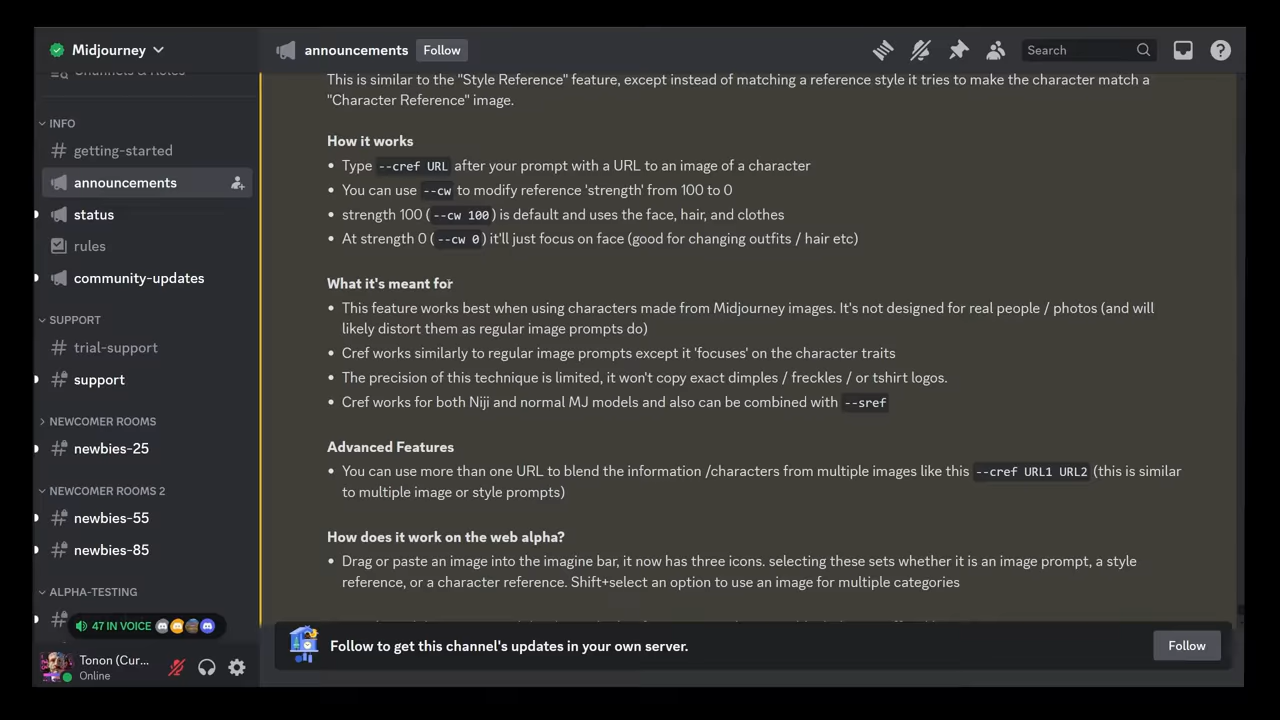 Midjourney
Channels & Roles
INFO
getting-started
announcements
status
rules
community-updates
SUPPORT
trial-support
support
NEWCOMER ROOMS
newbies-25
NEWCOMER ROOMS 2
newbies-55
newbies-85
ALPHA-TESTING
47 IN VOICE
Tonon (Cur...
Online
announcements
Follow
Search
This is similar to the "Style Reference" feature, except instead of matching a reference style it tries to make the character match a
"Character Reference" image.
How it works
• Type --cref URL after your prompt with a URL to an image of a character
• You can use --cw to modify reference 'strength' from 100 to 0
• strength 100 (--cw 100) is default and uses the face, hair, and clothes
• At strength 0 (--cw 0) it'll just focus on face (good for changing outfits / hair etc)
What it's meant for
• This feature works best when using characters made from Midjourney images. It's not designed for real people / photos (and will
likely distort them as regular image prompts do)
• Cref works similarly to regular image prompts except it 'focuses' on the character traits
• The precision of this technique is limited, it won't copy exact dimples / freckles / or tshirt logos.
• Cref works for both Niji and normal MJ models and also can be combined with --sref
Advanced Features
• You can use more than one URL to blend the information /characters from multiple images like this --cref URL1 URL2 (this is similar
to multiple image or style prompts)
How does it work on the web alpha?
• Drag or paste an image into the imagine bar, it now has three icons. selecting these sets whether it is an image prompt, a style
reference, or a character reference. Shift+select an option to use an image for multiple categories
Follow to get this channel's updates in your own server.
Follow